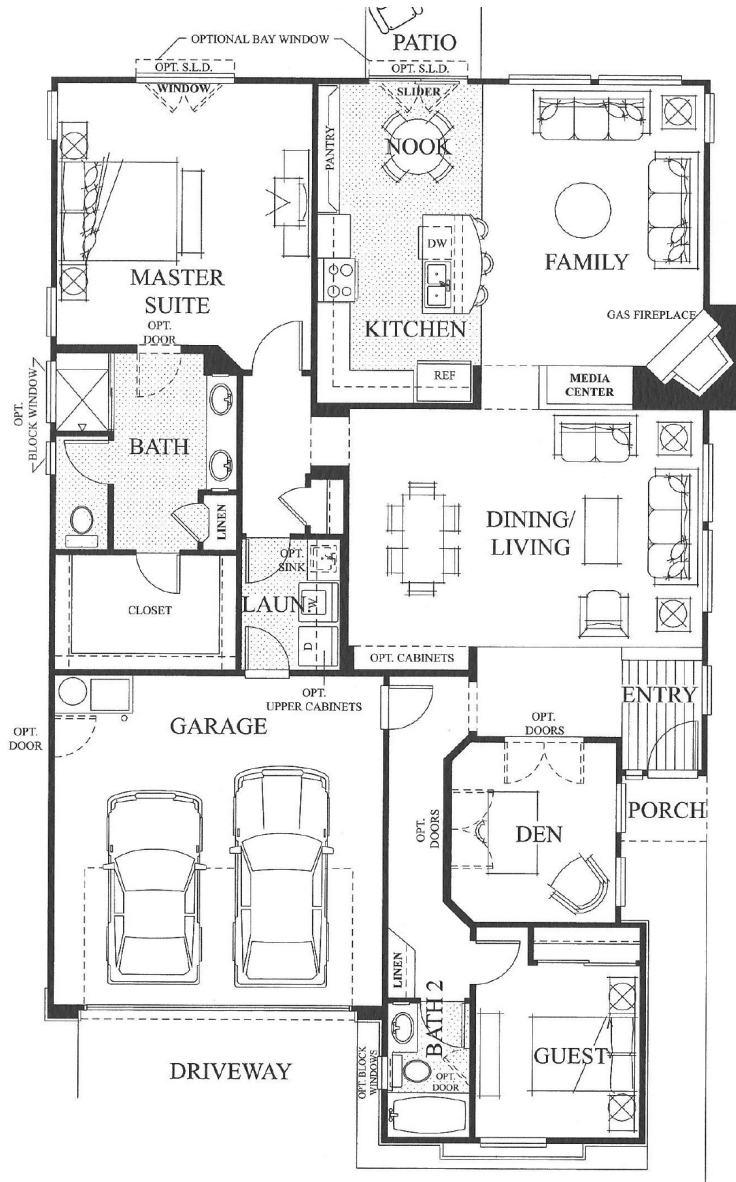 OPTIONAL BAY WINDOW
PATIO
OPT. S.L.D.
WINDOW
OPT. S.L.D.
SLIDER
NOOK
PANTRY
DW
FAMILY
MASTER
SUITE
OPT.
DOOR
KITCHEN
GAS FIREPLACE
REF
MEDIA
CENTER
OPT.
BLOCK WINDOW
BATH
LINEN
DINING/
LIVING
OPT.
SINK
W
LAUN
D
CLOSET
OPT. CABINETS
OPT.
UPPER CABINETS
ENTRY
GARAGE
OPT.
DOOR
OPT.
DOORS
PORCH
OPT.
DOORS
DEN
LINEN
BATH 2
GUEST
DRIVEWAY
OPT. BLOCK
WINDOWS
OPT.
DOOR